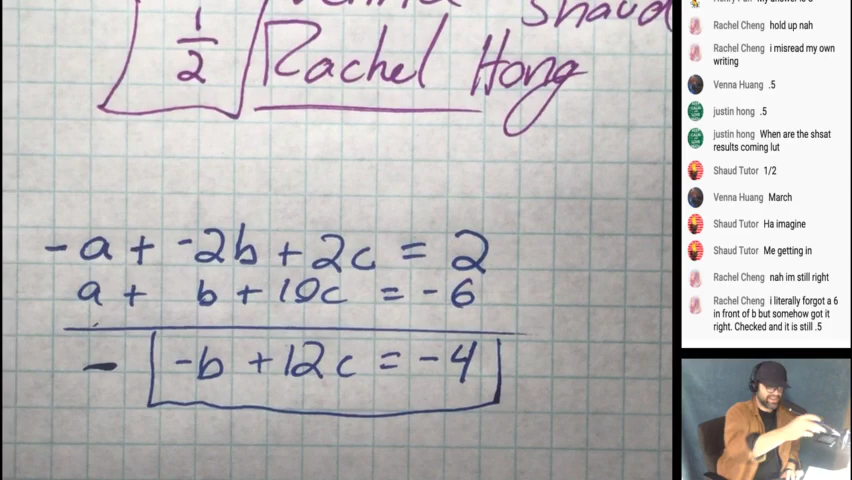 Shaud
1/2 Rachel Hong
-a + -2b + 2c = 2
a + b + 10c = -6
- -b + 12c = -4
Rachel Cheng hold up nah
Rachel Cheng i misread my own
writing
Venna Huang .5
justin hong .5
justin hong When are the shsat
results coming lut
Shaud Tutor 1/2
Venna Huang March
Shaud Tutor Ha imagine
Shaud Tutor Me getting in
Rachel Cheng nah im still right
Rachel Cheng i literally forgot a 6
in front of b but somehow got it
right. Checked and it is still .5